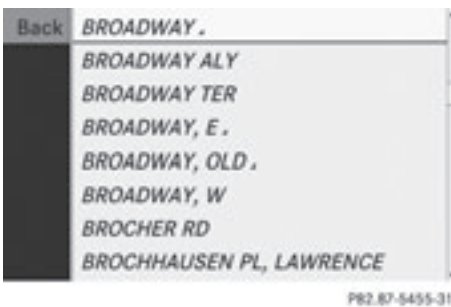 Back BROADWAY.
BROADWAY ALY
BROADWAY TER
BROADWAY, E.
BROADWAY, OLD.
BROADWAY, W
BROCHER RD
BROCHHAUSEN PL, LAWRENCE
P82.87-5455-31